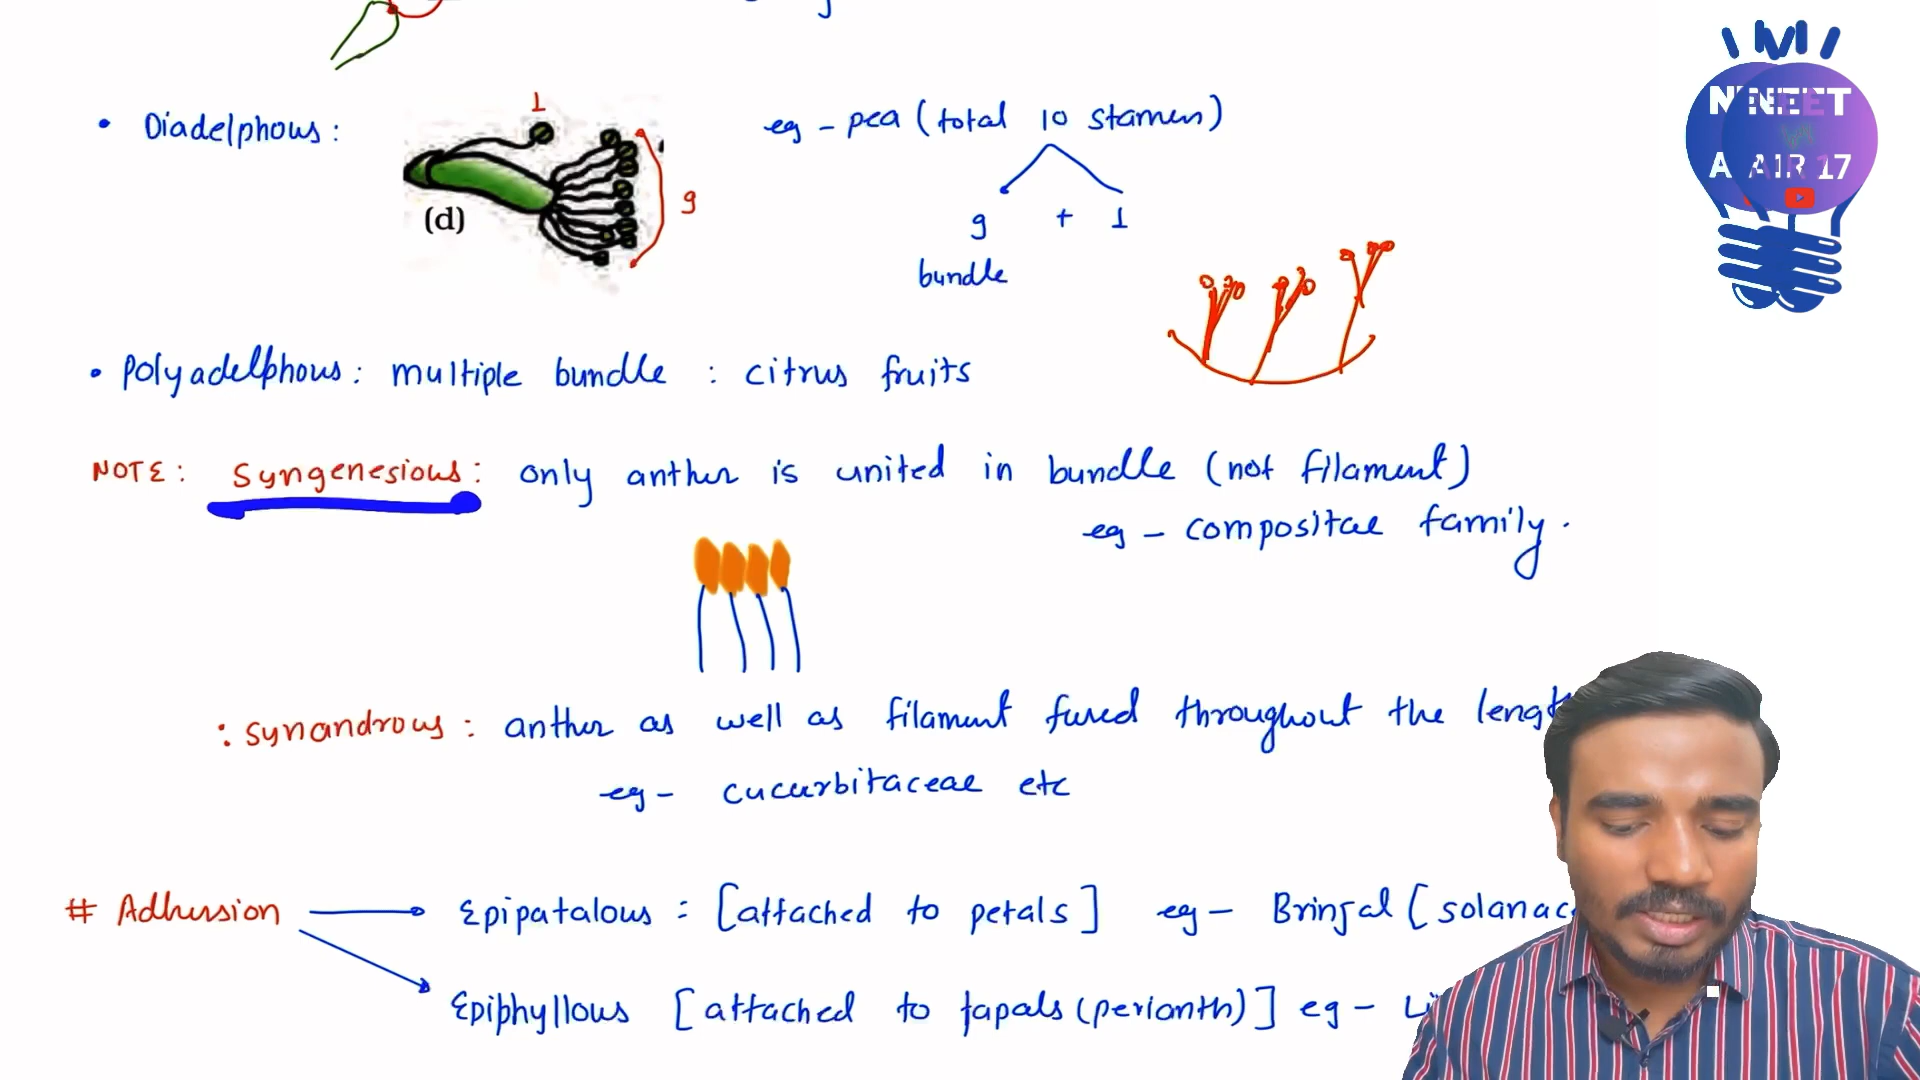 1
• Diadelphous :
eg - pea (total 10 stamen)
9
(d)
9 + 1
bundle
• Polyadelphous : multiple bundle : citrus fruits
NOTE : Syngenesious : only anther is united in bundle (not filament)
eg - compositae family .
: Synandrous : anther as well as filament fused throughout the lengt
eg - cucurbitaceae etc
# Adhesion
Epipatalous : [attached to petals] eg - Brinjal [solanac
Epiphyllous [attached to tapals (perianth)] eg - Li
NEET
AIR 17